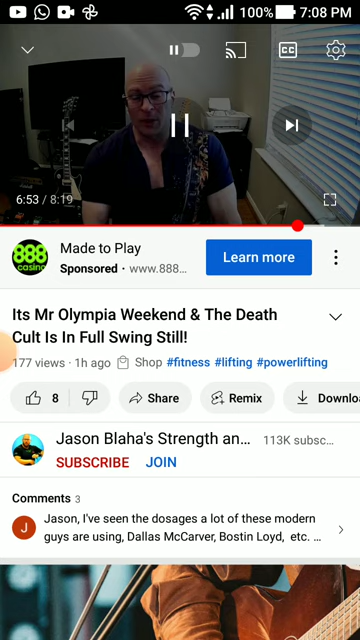 100% 7:08 PM
CC
6:53 / 8:19
888
casino
Made to Play
Sponsored · www.888...
Learn more
Its Mr Olympia Weekend & The Death
Cult Is In Full Swing Still!
177 views · 1h ago Shop #fitness #lifting #powerlifting
8 Share Remix Downlo
Jason Blaha's Strength an... 113K subsc...
SUBSCRIBE JOIN
Comments 3
J
Jason, I've seen the dosages a lot of these modern
guys are using, Dallas McCarver, Bostin Loyd, etc. ...